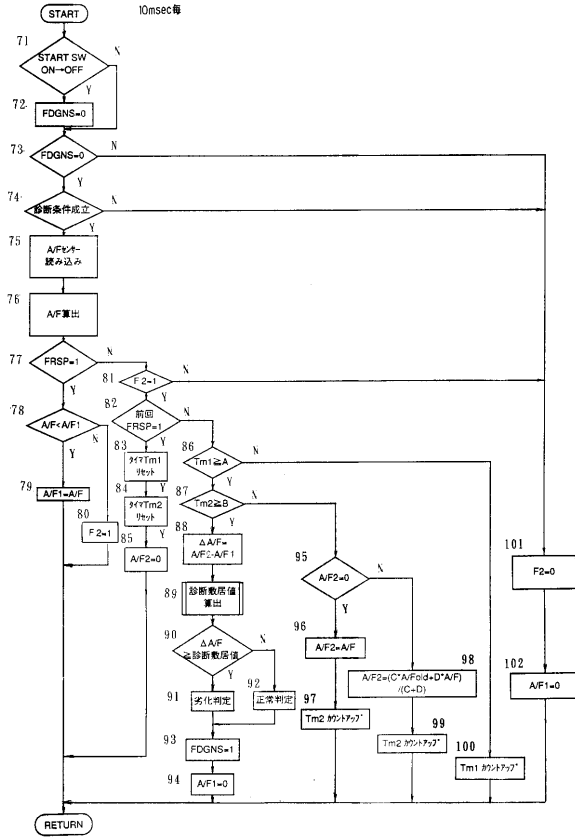 START
10msec毎
71
START SW
ON→OFF
N
Y
72
FDGNS=0
73
FDGNS=0
N
Y
74
診断条件成立
N
Y
75
A/Fセンサー
読み込み
76
A/F算出
77
FRSP=1
N
Y
81
F2=1
N
Y
78
A/F<A/F1
N
Y
82
前回
FRSP=1
N
Y
79
A/F1=A/F
80
F2=1
83
タイマTm1
リセット
Y
84
タイマTm2
リセット
Y
85
A/F2=0
86
Tm1≧A
N
Y
87
Tm2≧B
N
Y
88
ΔA/F=
A/F2-A/F1
89
診断敷居値
算出
90
ΔA/F
≧診断敷居値
N
Y
91
劣化判定
92
正常判定
93
FDGNS=1
94
A/F1=0
95
A/F2=0
N
Y
96
A/F2=A/F
97
Tm2 カウントアップ
98
A/F2=(C*A/Fold+D*A/F)
/(C+D)
99
Tm2 カウントアップ
100
Tm1 カウントアップ
101
F2=0
102
A/F1=0
RETURN